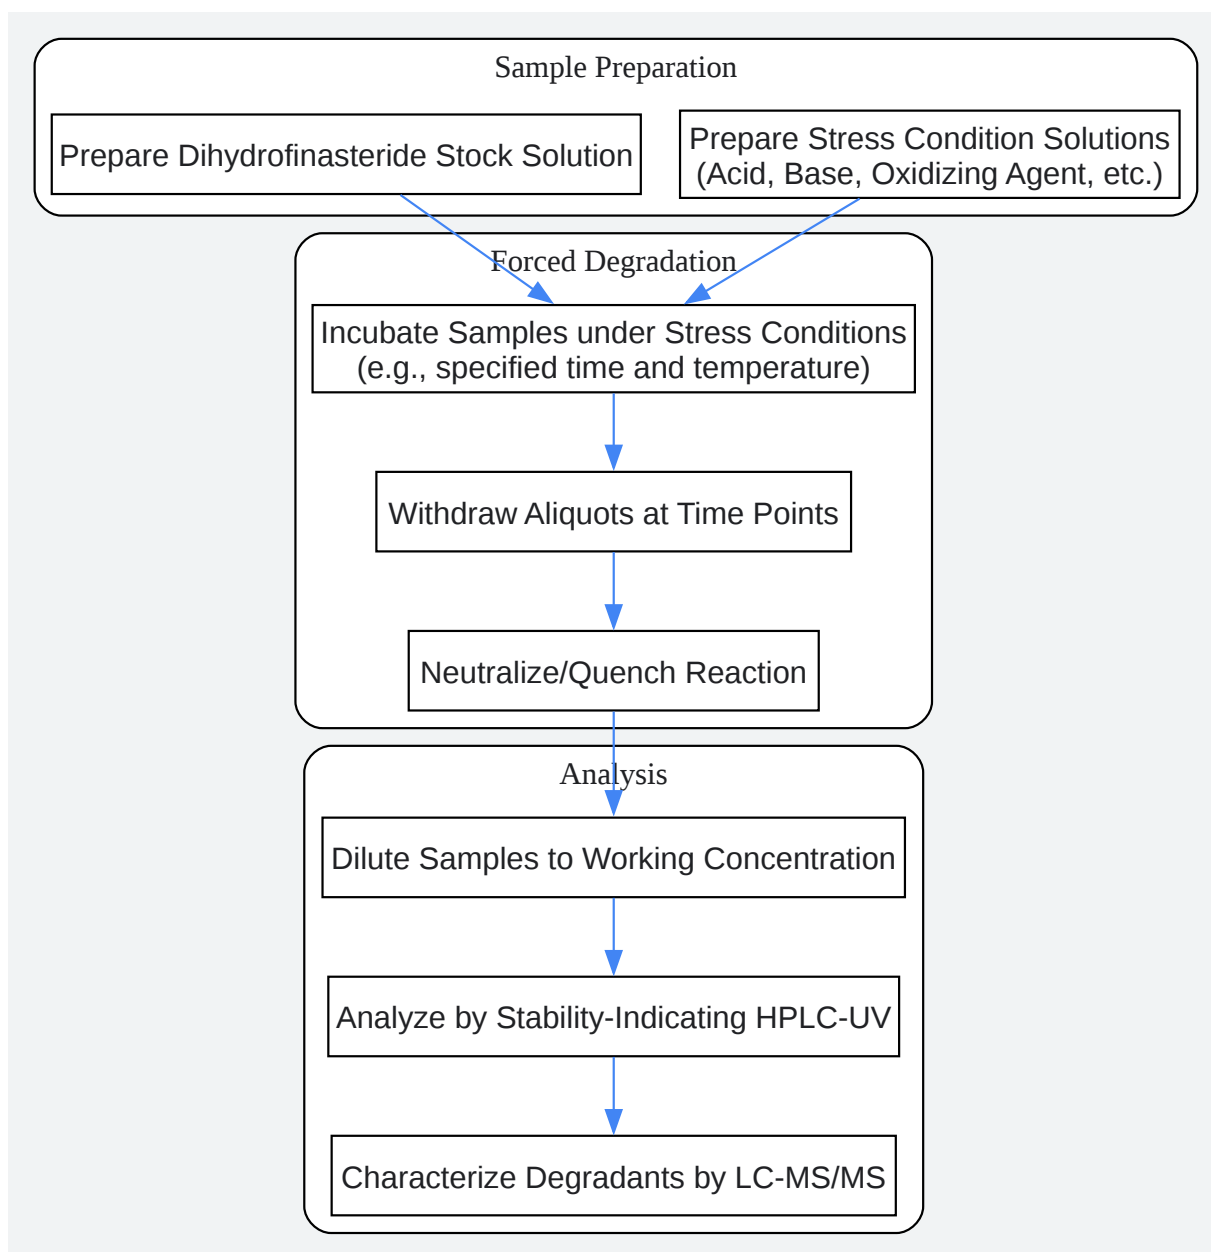 Sample Preparation
Prepare Dihydrofinasteride Stock Solution
Prepare Stress Condition Solutions
(Acid, Base, Oxidizing Agent, etc.)
Forced Degradation
Incubate Samples under Stress Conditions
(e.g., specified time and temperature)
Withdraw Aliquots at Time Points
Neutralize/Quench Reaction
Analysis
Dilute Samples to Working Concentration
Analyze by Stability-Indicating HPLC-UV
Characterize Degradants by LC-MS/MS